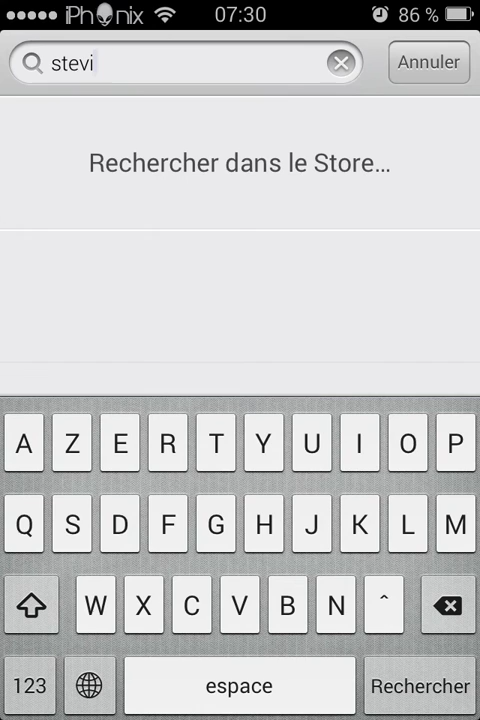 iPh nix 07:30 86 %
stevi Annuler
Rechercher dans le Store...
A Z E R T Y U I O P
Q S D F G H J K L M
W X C V B N ^
123 espace Rechercher